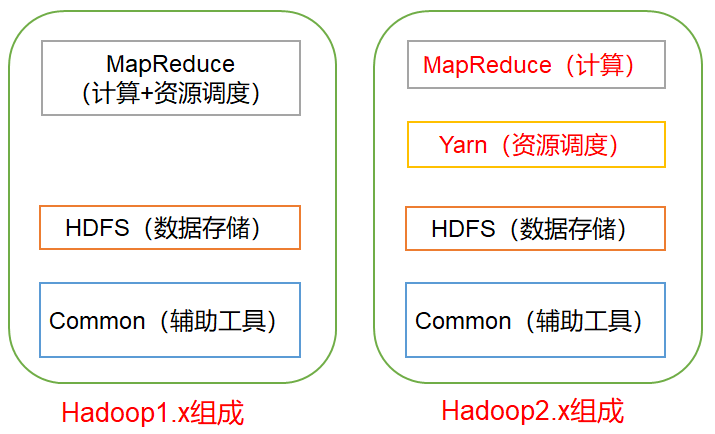 MapReduce
（计算+资源调度）
HDFS（数据存储）
Common（辅助工具）
Hadoop1.x组成
MapReduce（计算）
Yarn（资源调度）
HDFS（数据存储）
Common（辅助工具）
Hadoop2.x组成